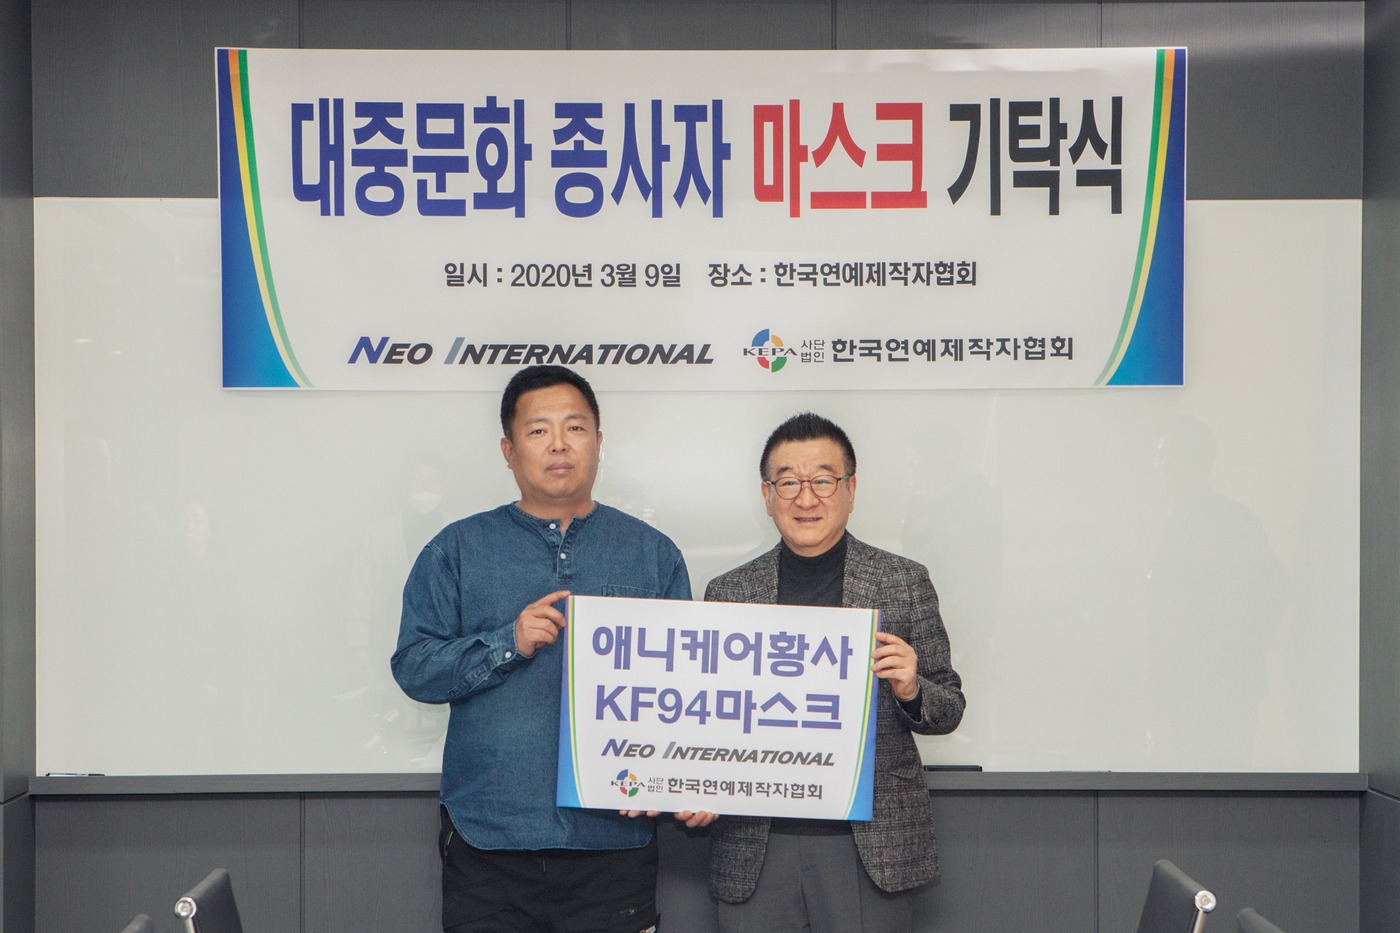 대중문화 종사자 마스크 기탁식
일시 : 2020년 3월 9일 장소 : 한국연예제작자협회
NEO INTERNATIONAL KEPA 사단법인 한국연예제작자협회
애니케어황사
KF94마스크
NEO INTERNATIONAL
KEPA 사단법인 한국연예제작자협회